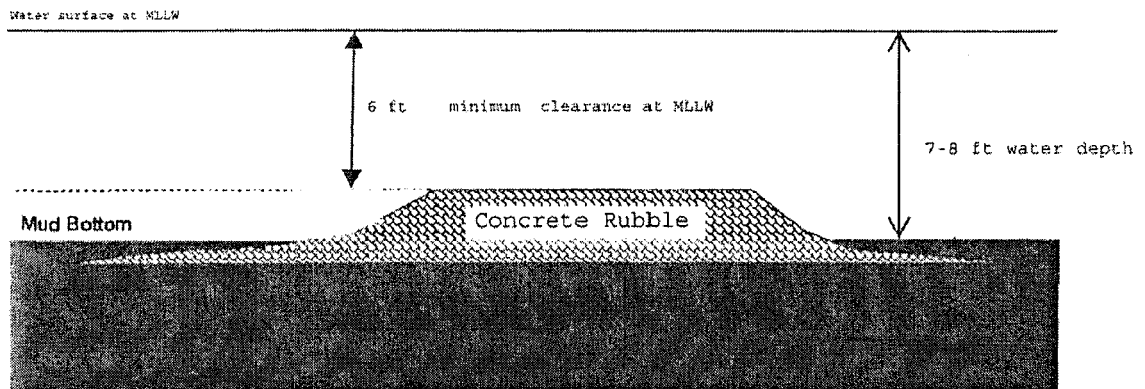 Water surface at MLLW
6 ft minimum clearance at MLLW
7-8 ft water depth
Mud Bottom
Concrete Rubble